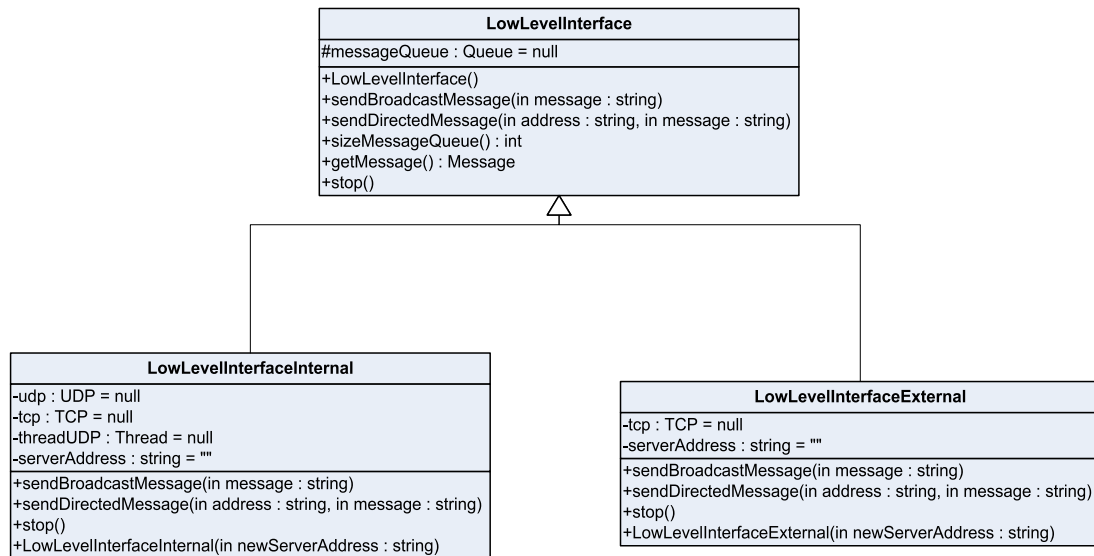 LowLevelInterface
#messageQueue : Queue = null
+LowLevelInterface()
+sendBroadcastMessage(in message : string)
+sendDirectedMessage(in address : string, in message : string)
+sizeMessageQueue() : int
+getMessage() : Message
+stop()
LowLevelInterfaceInternal
-udp : UDP = null
-tcp : TCP = null
-threadUDP : Thread = null
-serverAddress : string = ""
+sendBroadcastMessage(in message : string)
+sendDirectedMessage(in address : string, in message : string)
+stop()
+LowLevelInterfaceInternal(in newServerAddress : string)
LowLevelInterfaceExternal
-tcp : TCP = null
-serverAddress : string = ""
+sendBroadcastMessage(in message : string)
+sendDirectedMessage(in address : string, in message : string)
+stop()
+LowLevelInterfaceExternal(in newServerAddress : string)